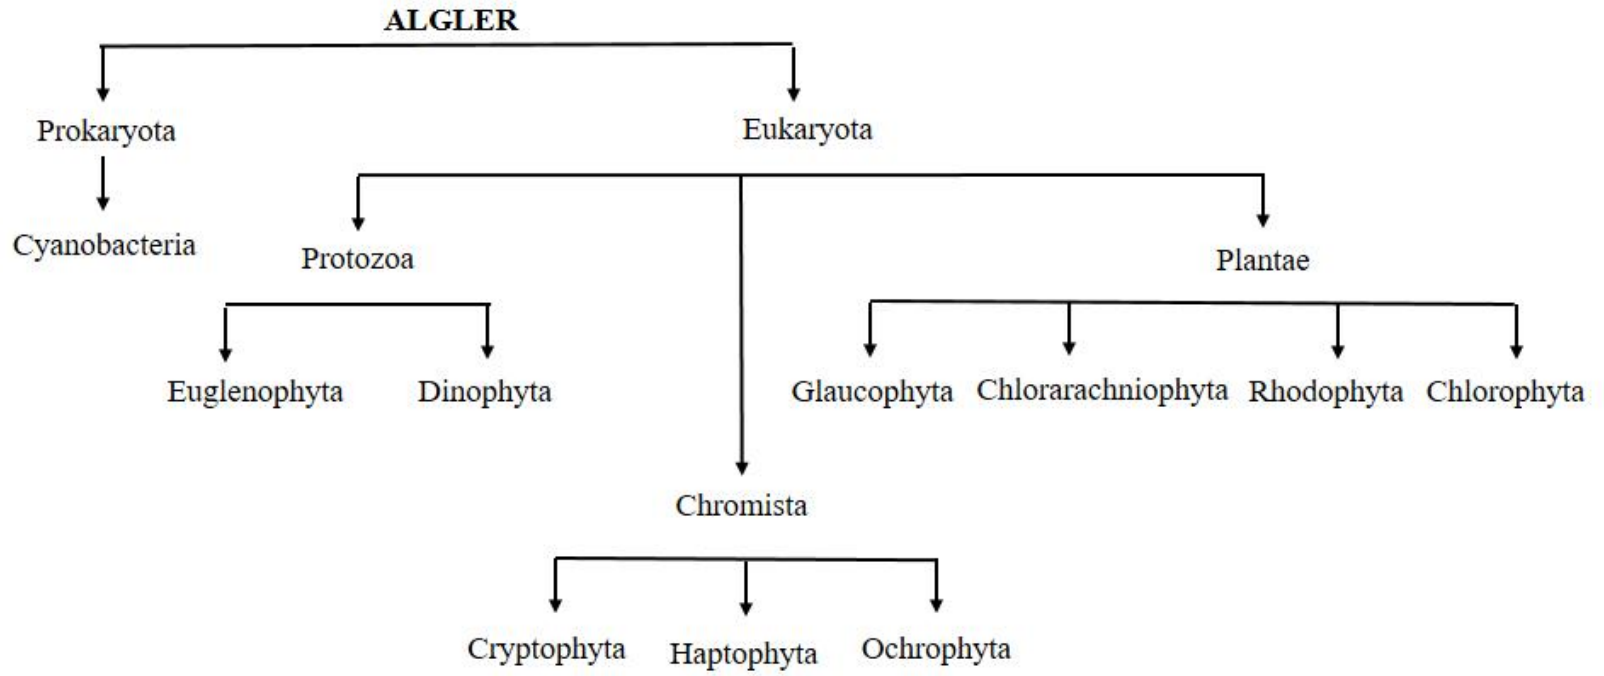 ALGLER
Prokaryota
Eukaryota
Cyanobacteria
Protozoa
Plantae
Euglenophyta
Dinophyta
Glaucophyta
Chlorarachniophyta
Rhodophyta
Chlorophyta
Chromista
Cryptophyta
Haptophyta
Ochrophyta